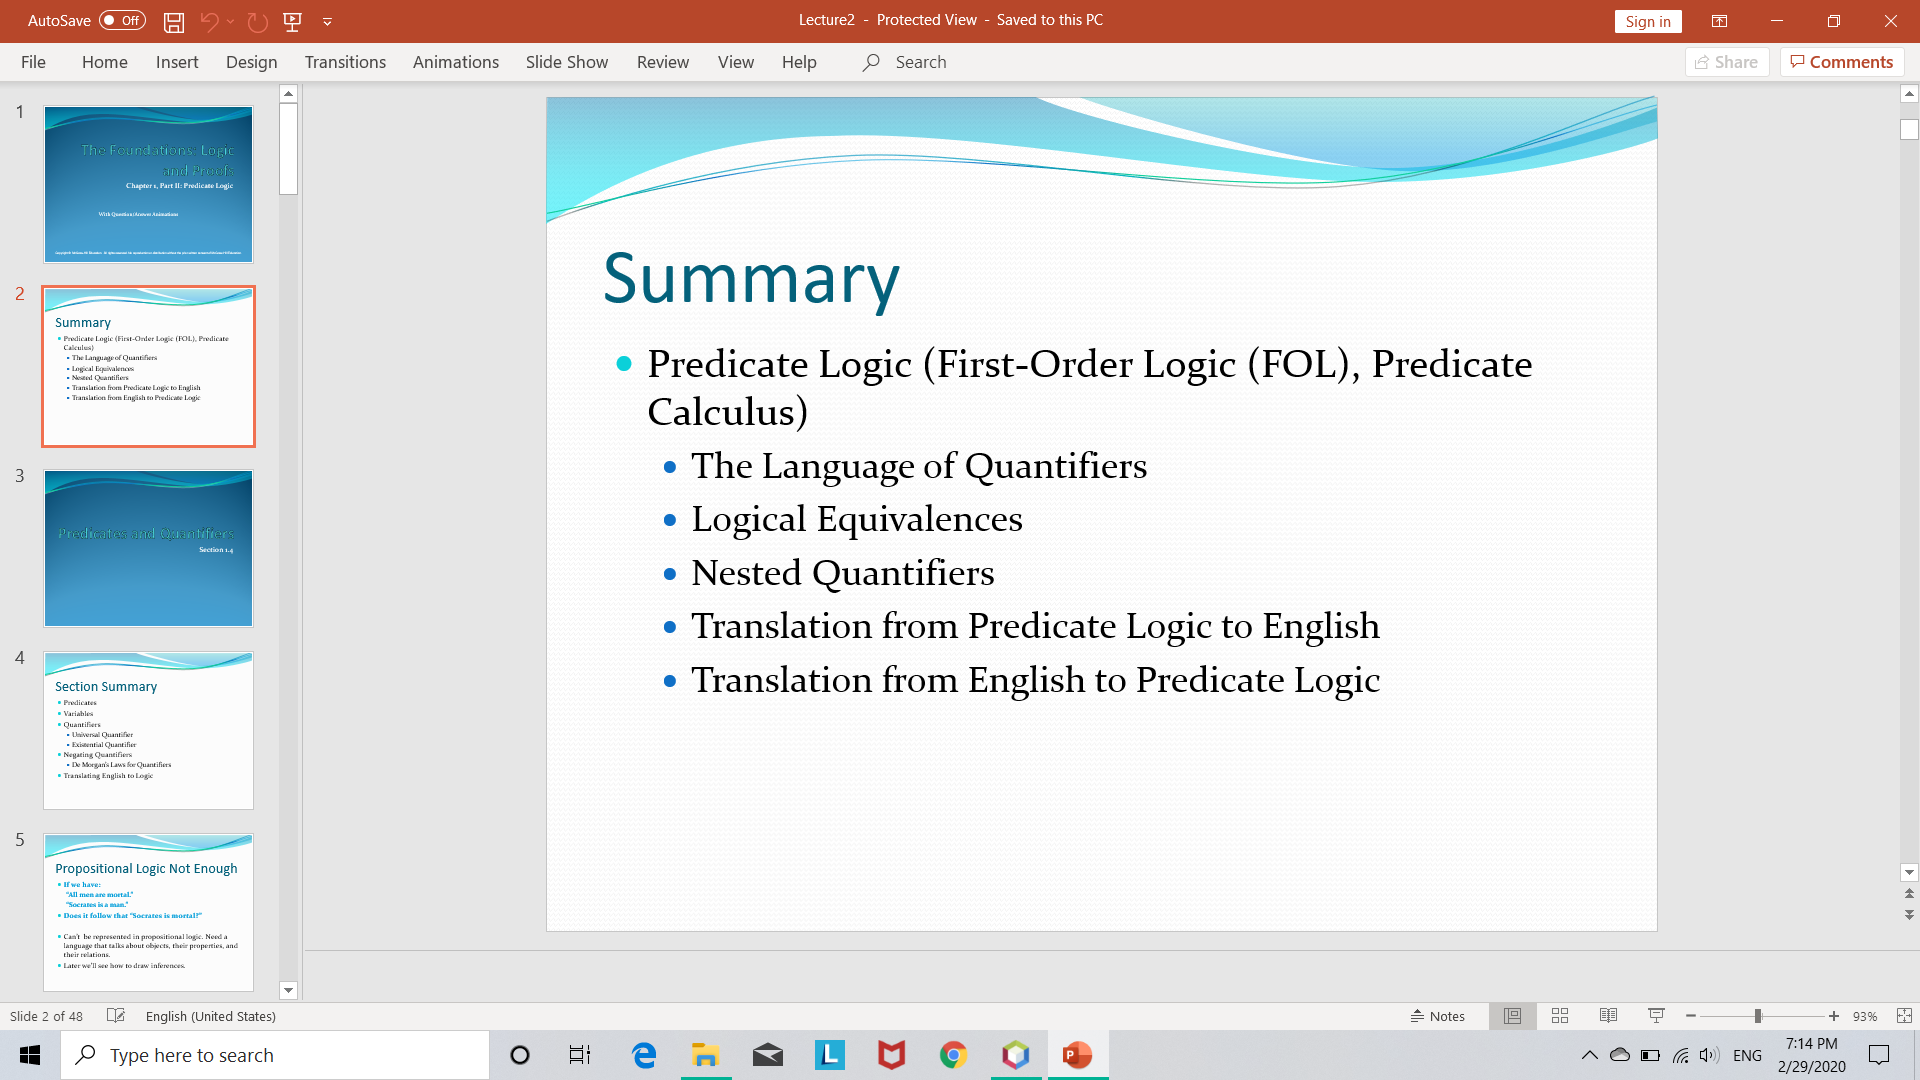 AutoSave Off
Lecture2 - Protected View - Saved to this PC
Sign in
File Home Insert Design Transitions Animations Slide Show Review View Help Search
Share Comments
1
The Foundations: Logic
and Proofs
Chapter 1, Part II: Predicate Logic
With Question/Answer Animations
2
Summary
Predicate Logic (First-Order Logic (FOL), Predicate
Calculus)
The Language of Quantifiers
Logical Equivalences
Nested Quantifiers
Translation from Predicate Logic to English
Translation from English to Predicate Logic
3
Predicates and Quantifiers
Section 1.4
4
Section Summary
Predicates
Variables
Quantifiers
Universal Quantifier
Existential Quantifier
Negating Quantifiers
De Morgan's Laws for Quantifiers
Translating English to Logic
5
Propositional Logic Not Enough
If we have:
"All men are mortal."
"Socrates is a man."
Does it follow that "Socrates is mortal?"
Can't be represented in propositional logic. Need a
language that talks about objects, their properties, and
their relations.
Later we'll see how to draw inferences.
Summary
Predicate Logic (First-Order Logic (FOL), Predicate
Calculus)
The Language of Quantifiers
Logical Equivalences
Nested Quantifiers
Translation from Predicate Logic to English
Translation from English to Predicate Logic
Slide 2 of 48 English (United States)
Notes
93%
Type here to search
ENG
7:14 PM
2/29/2020